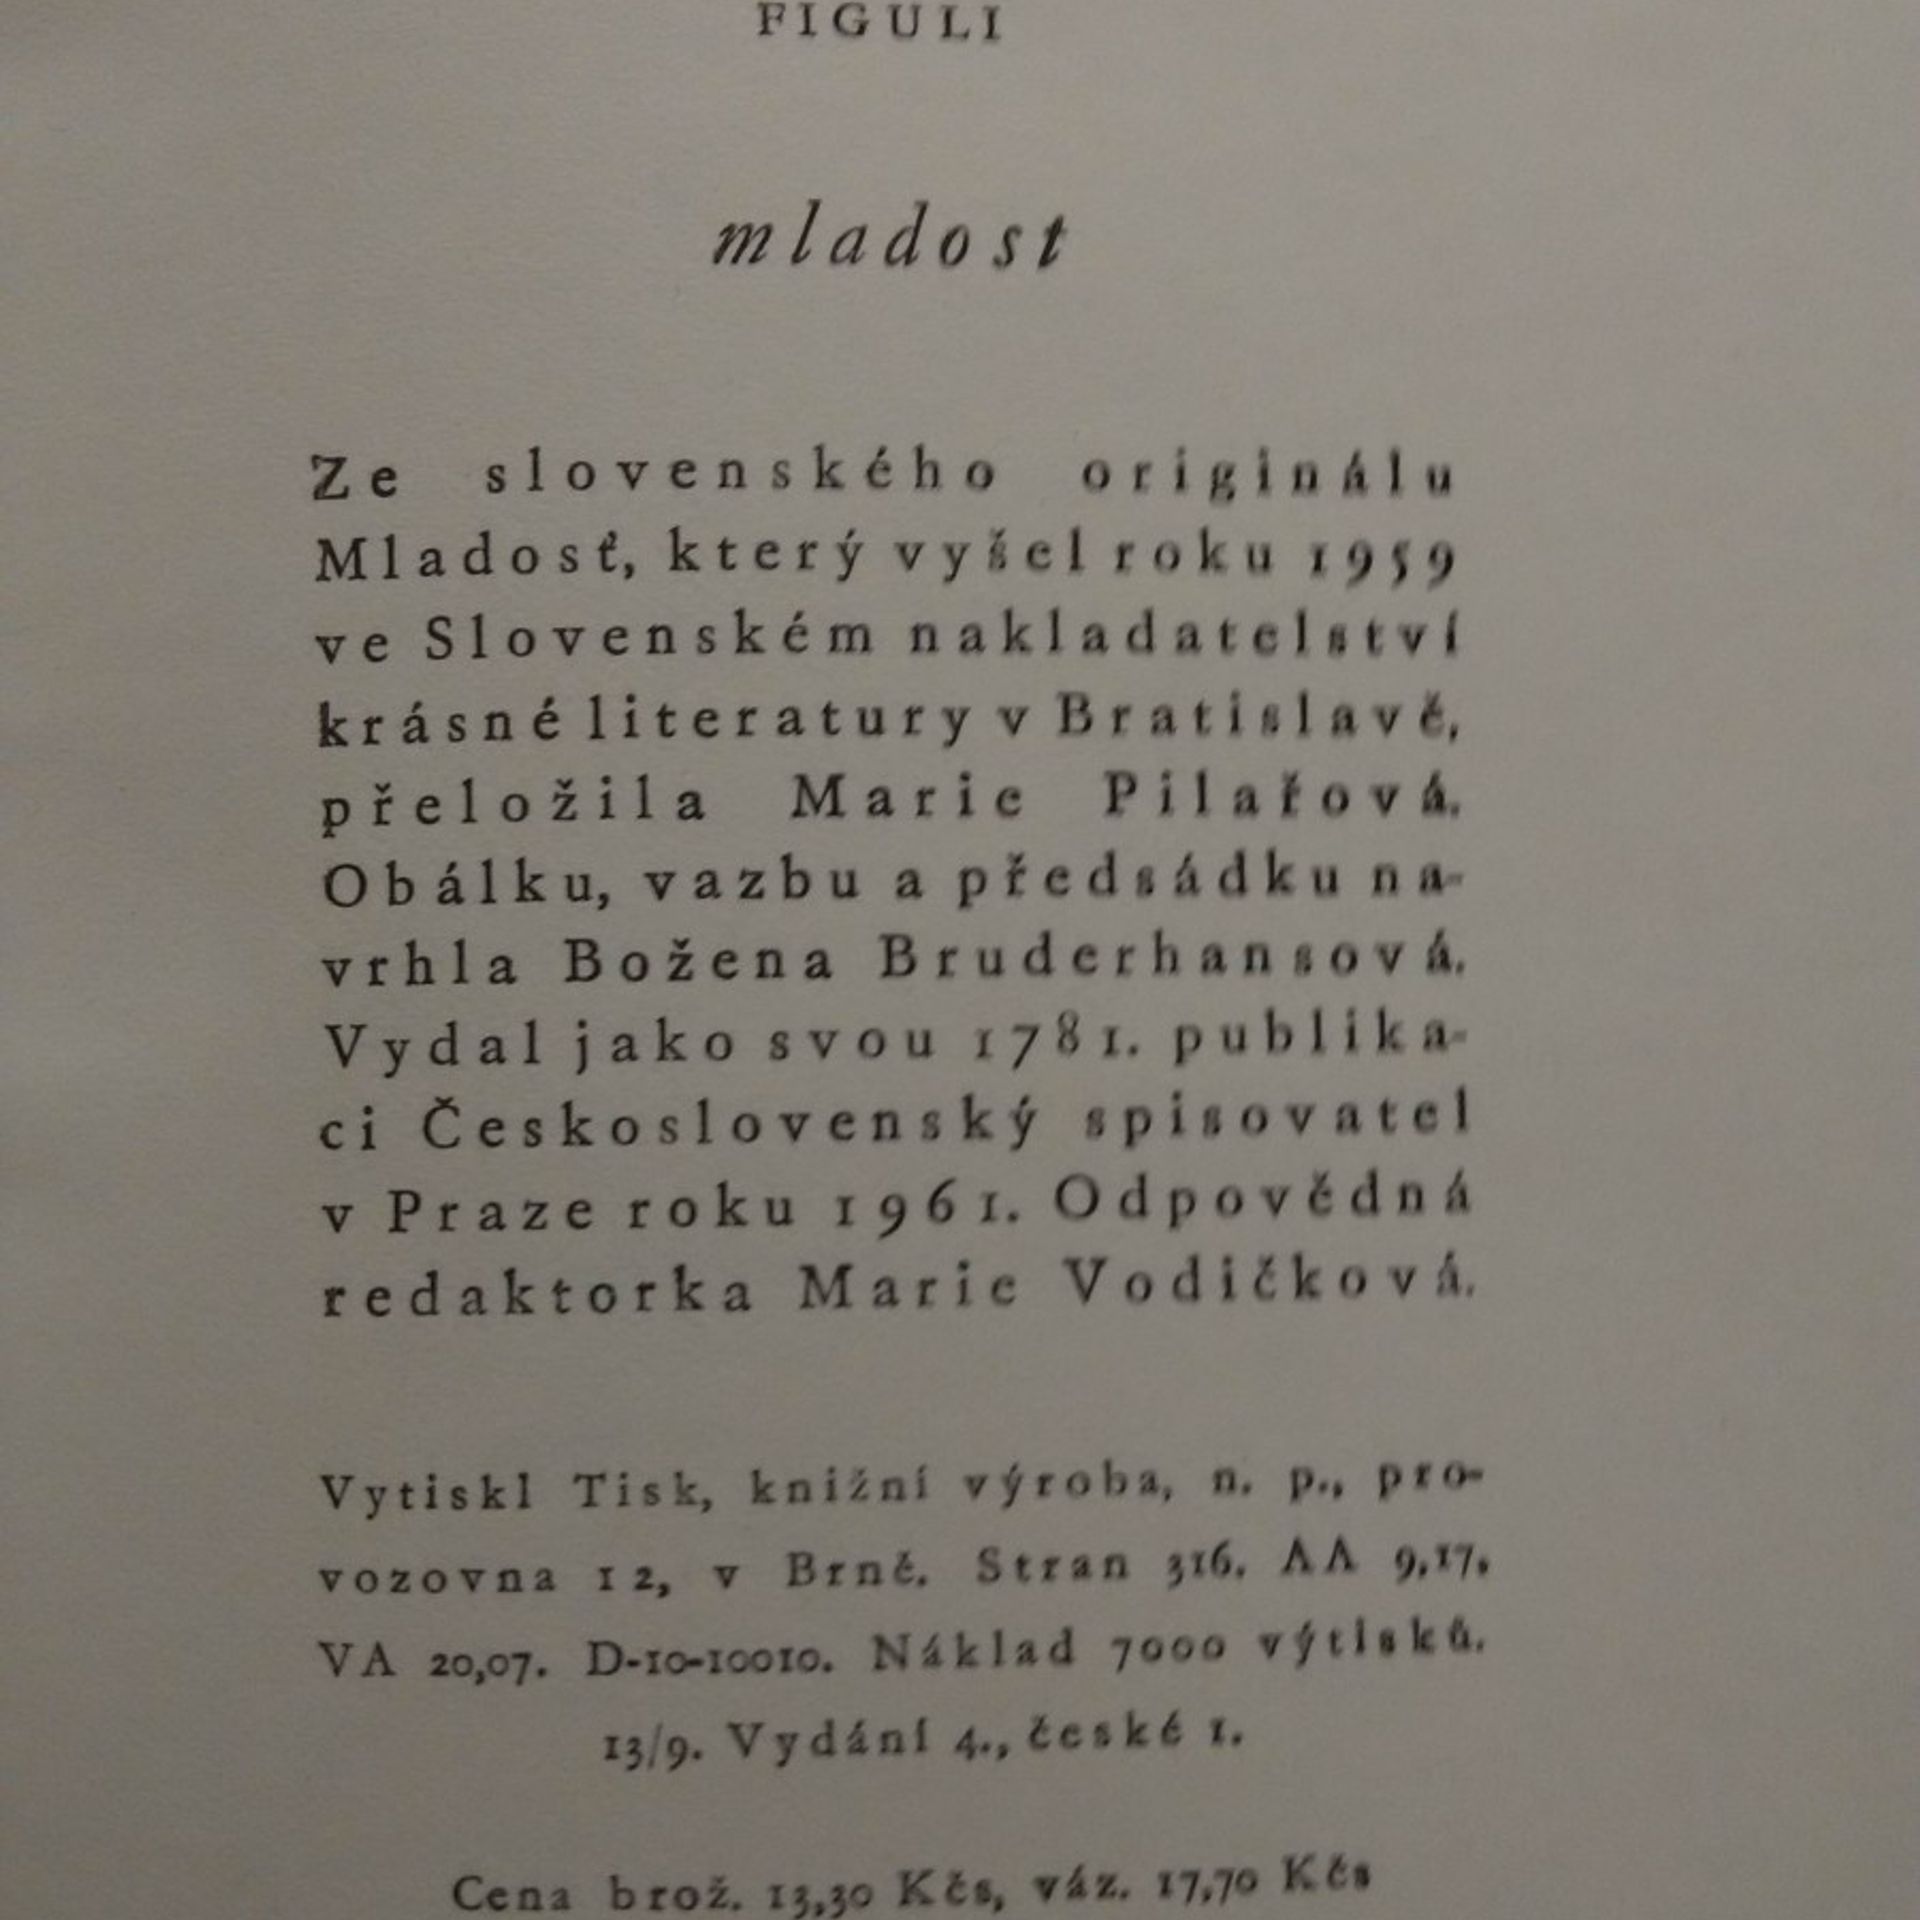 FIGULI
mladost
Ze slovenského originálu
Mladosť, který vyšel roku 1959
ve Slovenském nakladatelství
krásné literatury v Bratislavě,
přeložila Marie Pilařová.
Obálku, vazbu a předsádku na-
vrhla Božena Bruderhansová.
Vydal jako svou 1781. publika-
ci Československý spisovatel
v Praze roku 1961. Odpovědná
redaktorka Marie Vodičková.
Vytiskl Tisk, knižní výroba, n. p., pro-
vozovna 12, v Brně. Stran 316. AA 9,17.
VA 20,07. D-10-10010. Náklad 7000 výtisků.
13/9. Vydání 4., české 1.
Cena brož. 13,30 Kčs, váz. 17,70 Kčs